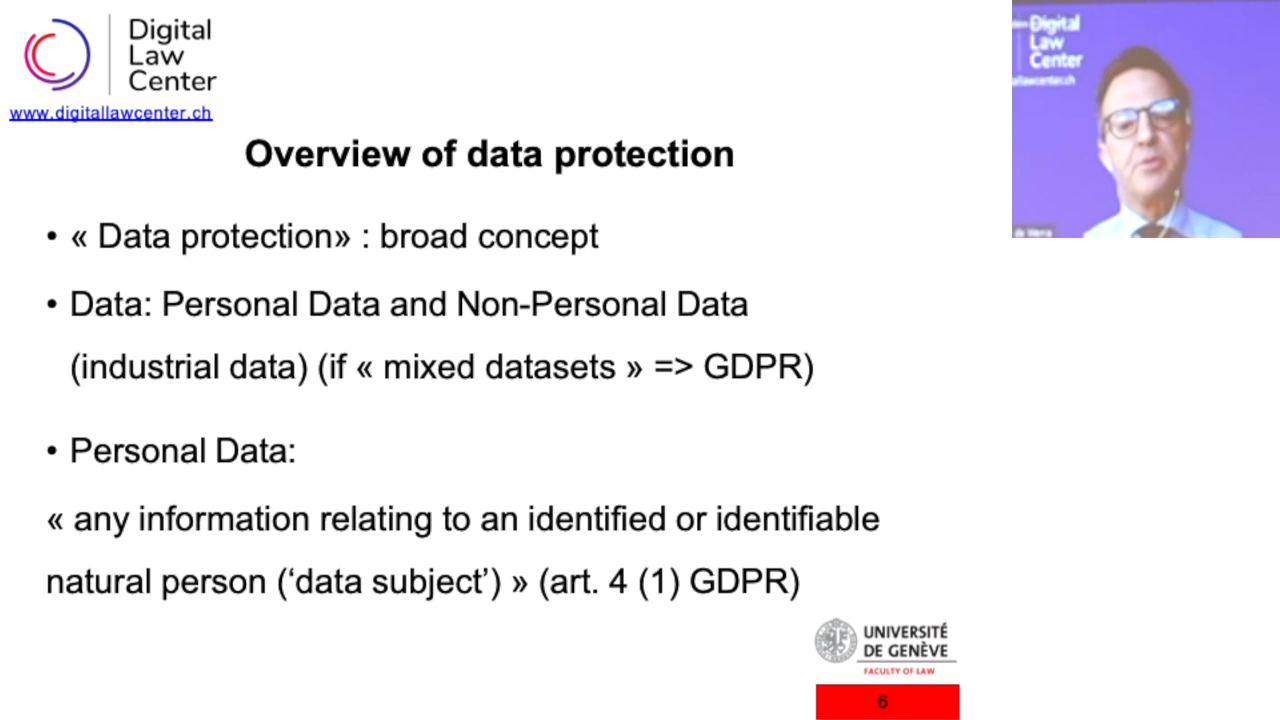 Digital
Law
Center
www.digitallawcenter.ch
Overview of data protection
• « Data protection» : broad concept
• Data: Personal Data and Non-Personal Data
(industrial data) (if « mixed datasets » => GDPR)
• Personal Data:
« any information relating to an identified or identifiable
natural person (‘data subject’) » (art. 4 (1) GDPR)
UNIVERSITÉ
DE GENÈVE
FACULTY OF LAW
6
Digital
Law
Center